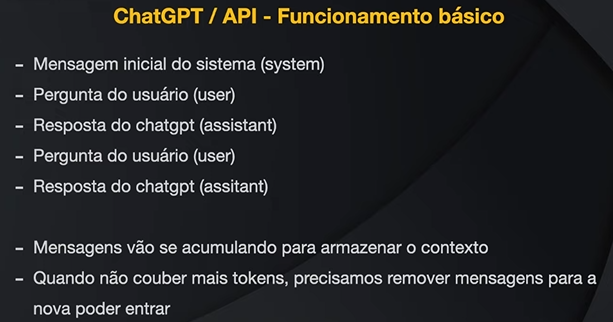 ChatGPT / API - Funcionamento básico
- Mensagem inicial do sistema (system)
- Pergunta do usuário (user)
- Resposta do chatgpt (assistant)
- Pergunta do usuário (user)
- Resposta do chatgpt (assitant)
- Mensagens vão se acumulando para armazenar o contexto
- Quando não couber mais tokens, precisamos remover mensagens para a
nova poder entrar